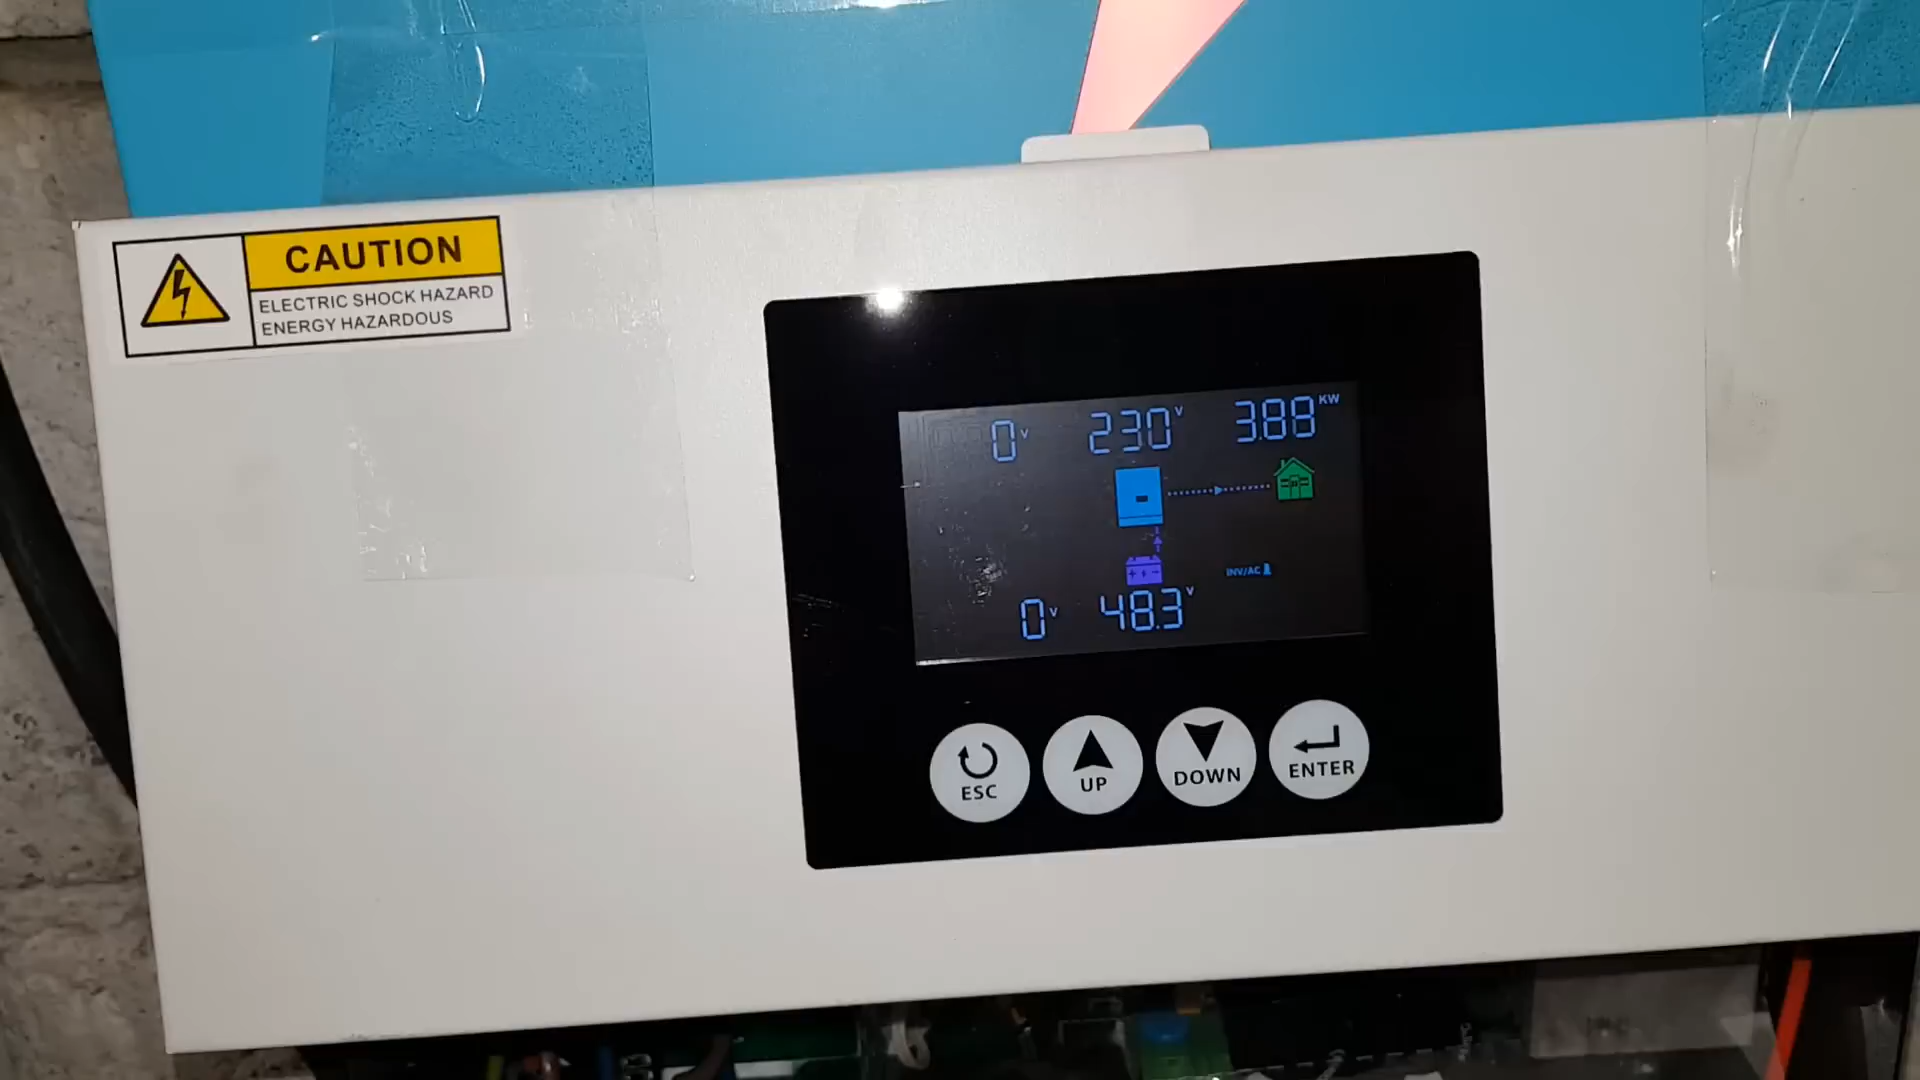 CAUTION
ELECTRIC SHOCK HAZARD
ENERGY HAZARDOUS
0V 230V 3.88KW
INV/AC
0V 48.3V
ESC UP DOWN ENTER